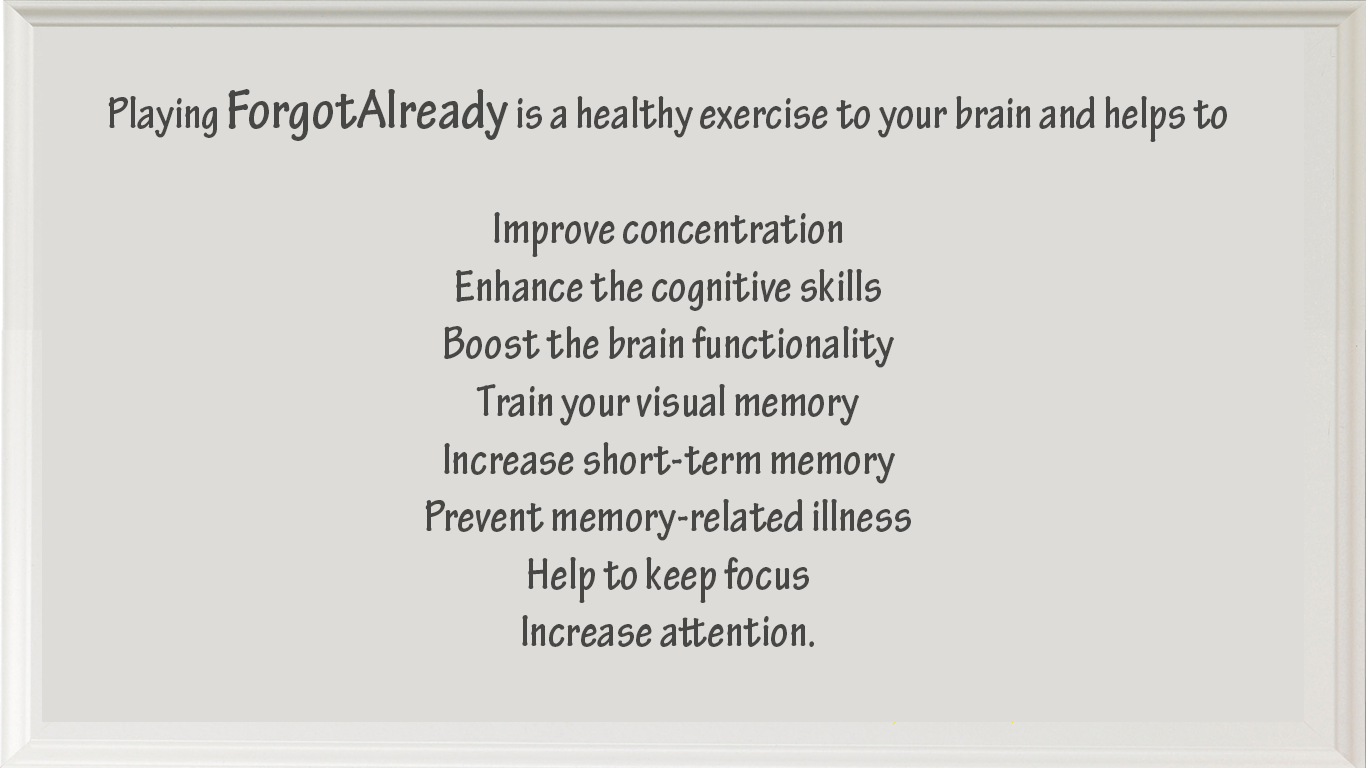 Playing ForgotAlready is a healthy exercise to your brain and helps to
Improve concentration
Enhance the cognitive skills
Boost the brain functionality
Train your visual memory
Increase short-term memory
Prevent memory-related illness
Help to keep focus
Increase attention.